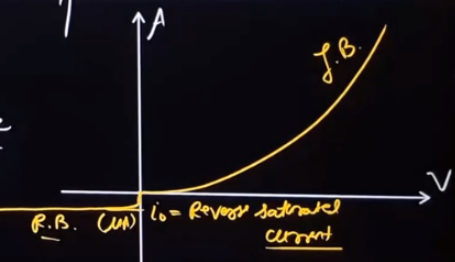 A
f.B.
V
R.B. (μA) i₀ = Reverse saturated
current